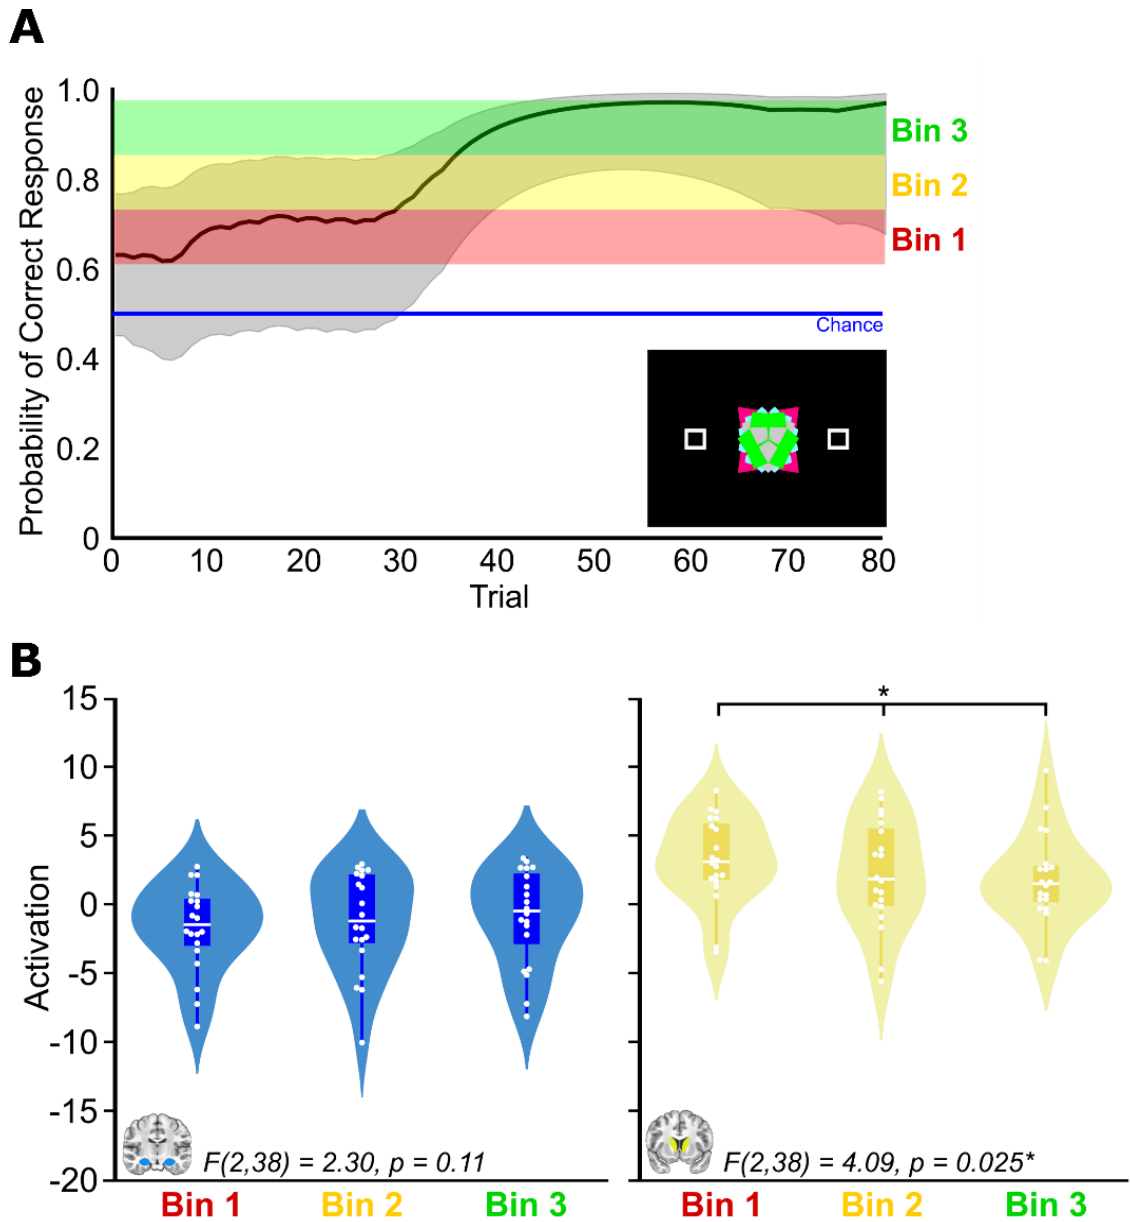 A
Probability of Correct Response
1.0
0.8
0.6
0.4
0.2
0
Bin 3
Bin 2
Bin 1
Chance
0 10 20 30 40 50 60 70 80
Trial
B
Activation
15
10
5
0
-5
-10
-15
-20
*
F(2,38) = 2.30, p = 0.11
F(2,38) = 4.09, p = 0.025*
Bin 1 Bin 2 Bin 3
Bin 1 Bin 2 Bin 3